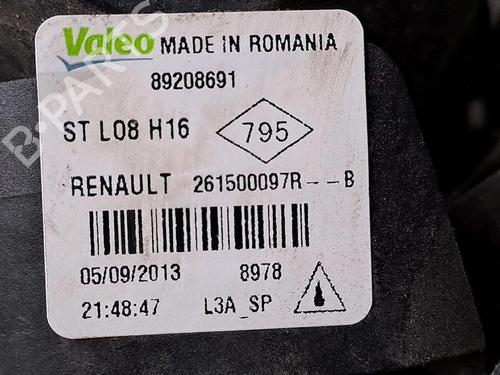 Valeo MADE IN ROMANIA
89208691
ST L08 H16 795
RENAULT 261500097R--B
05/09/2013 8978
21:48:47 L3A_SP
B-PARTS